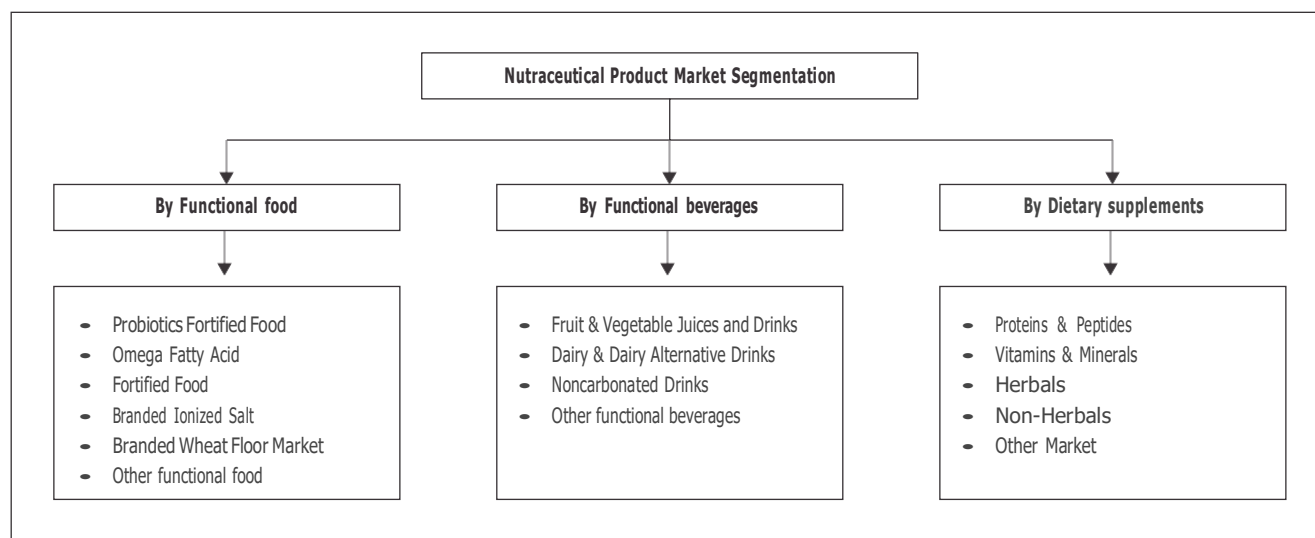 Nutraceutical Product Market Segmentation
By Functional food
By Functional beverages
By Dietary supplements
• Probiotics Fortified Food
• Omega Fatty Acid
• Fortified Food
• Branded Ionized Salt
• Branded Wheat Floor Market
• Other functional food
• Fruit & Vegetable Juices and Drinks
• Dairy & Dairy Alternative Drinks
• Noncarbonated Drinks
• Other functional beverages
• Proteins & Peptides
• Vitamins & Minerals
• Herbals
• Non-Herbals
• Other Market